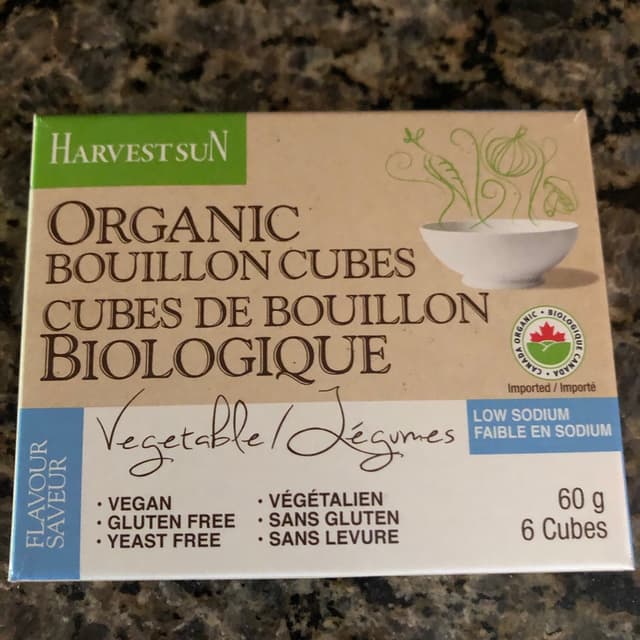 HARVEST SUN
ORGANIC
BOUILLON CUBES
CUBES DE BOUILLON
BIOLOGIQUE
CANADA ORGANIC • BIOLOGIQUE CANADA •
Imported / Importé
Vegetable / Légumes
LOW SODIUM
FAIBLE EN SODIUM
FLAVOUR
SAVEUR
• VEGAN
• GLUTEN FREE
• YEAST FREE
• VÉGÉTALIEN
• SANS GLUTEN
• SANS LEVURE
60 g
6 Cubes